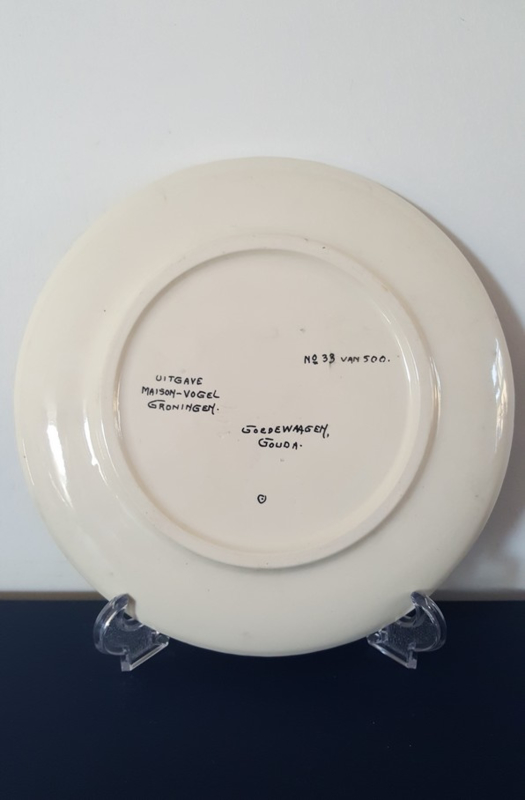 Nº 33 VAN 500.
UITGAVE
MAISON-VOGEL
GRONINGEN.
GOEDEWAAGEN,
GOUDA.